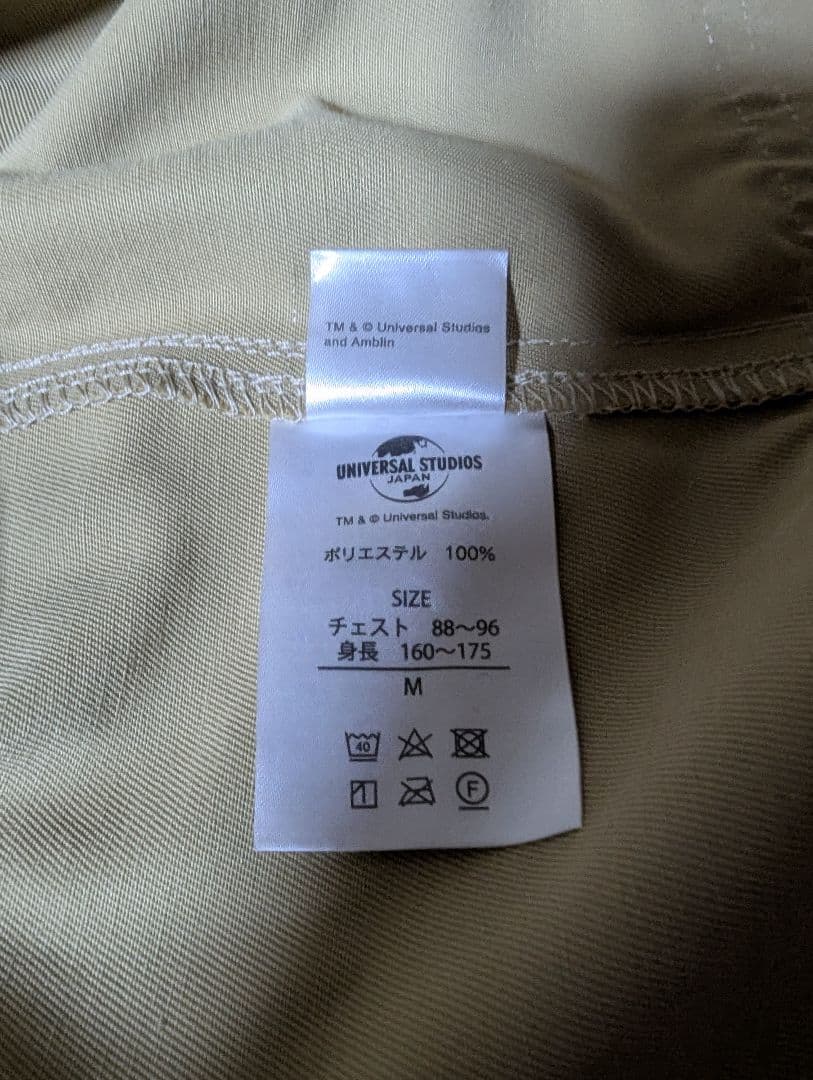 TM & © Universal Studios
and Amblin
UNIVERSAL STUDIOS
JAPAN
TM & © Universal Studios.
ポリエステル 100%
SIZE
チェスト 88～96
身長 160～175
M
40
F